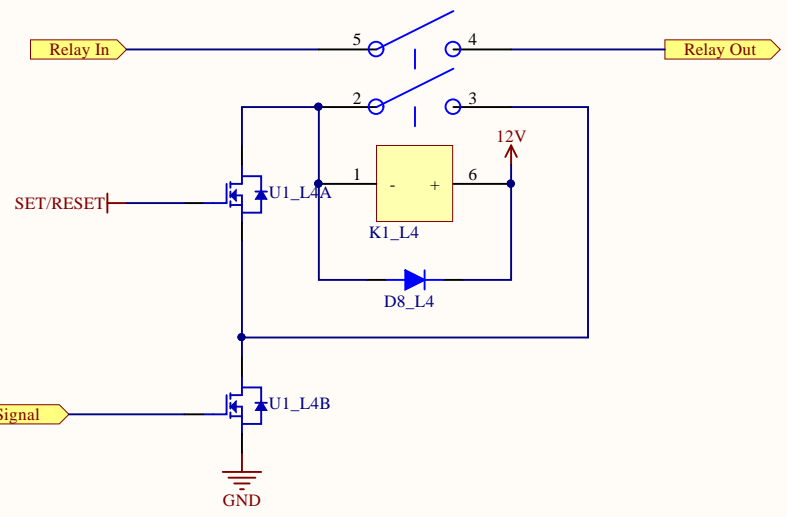 Relay In
5
4
Relay Out
2
3
12V
1
-
+
6
U1_L4A
SET/RESET
K1_L4
D8_L4
Signal
U1_L4B
GND